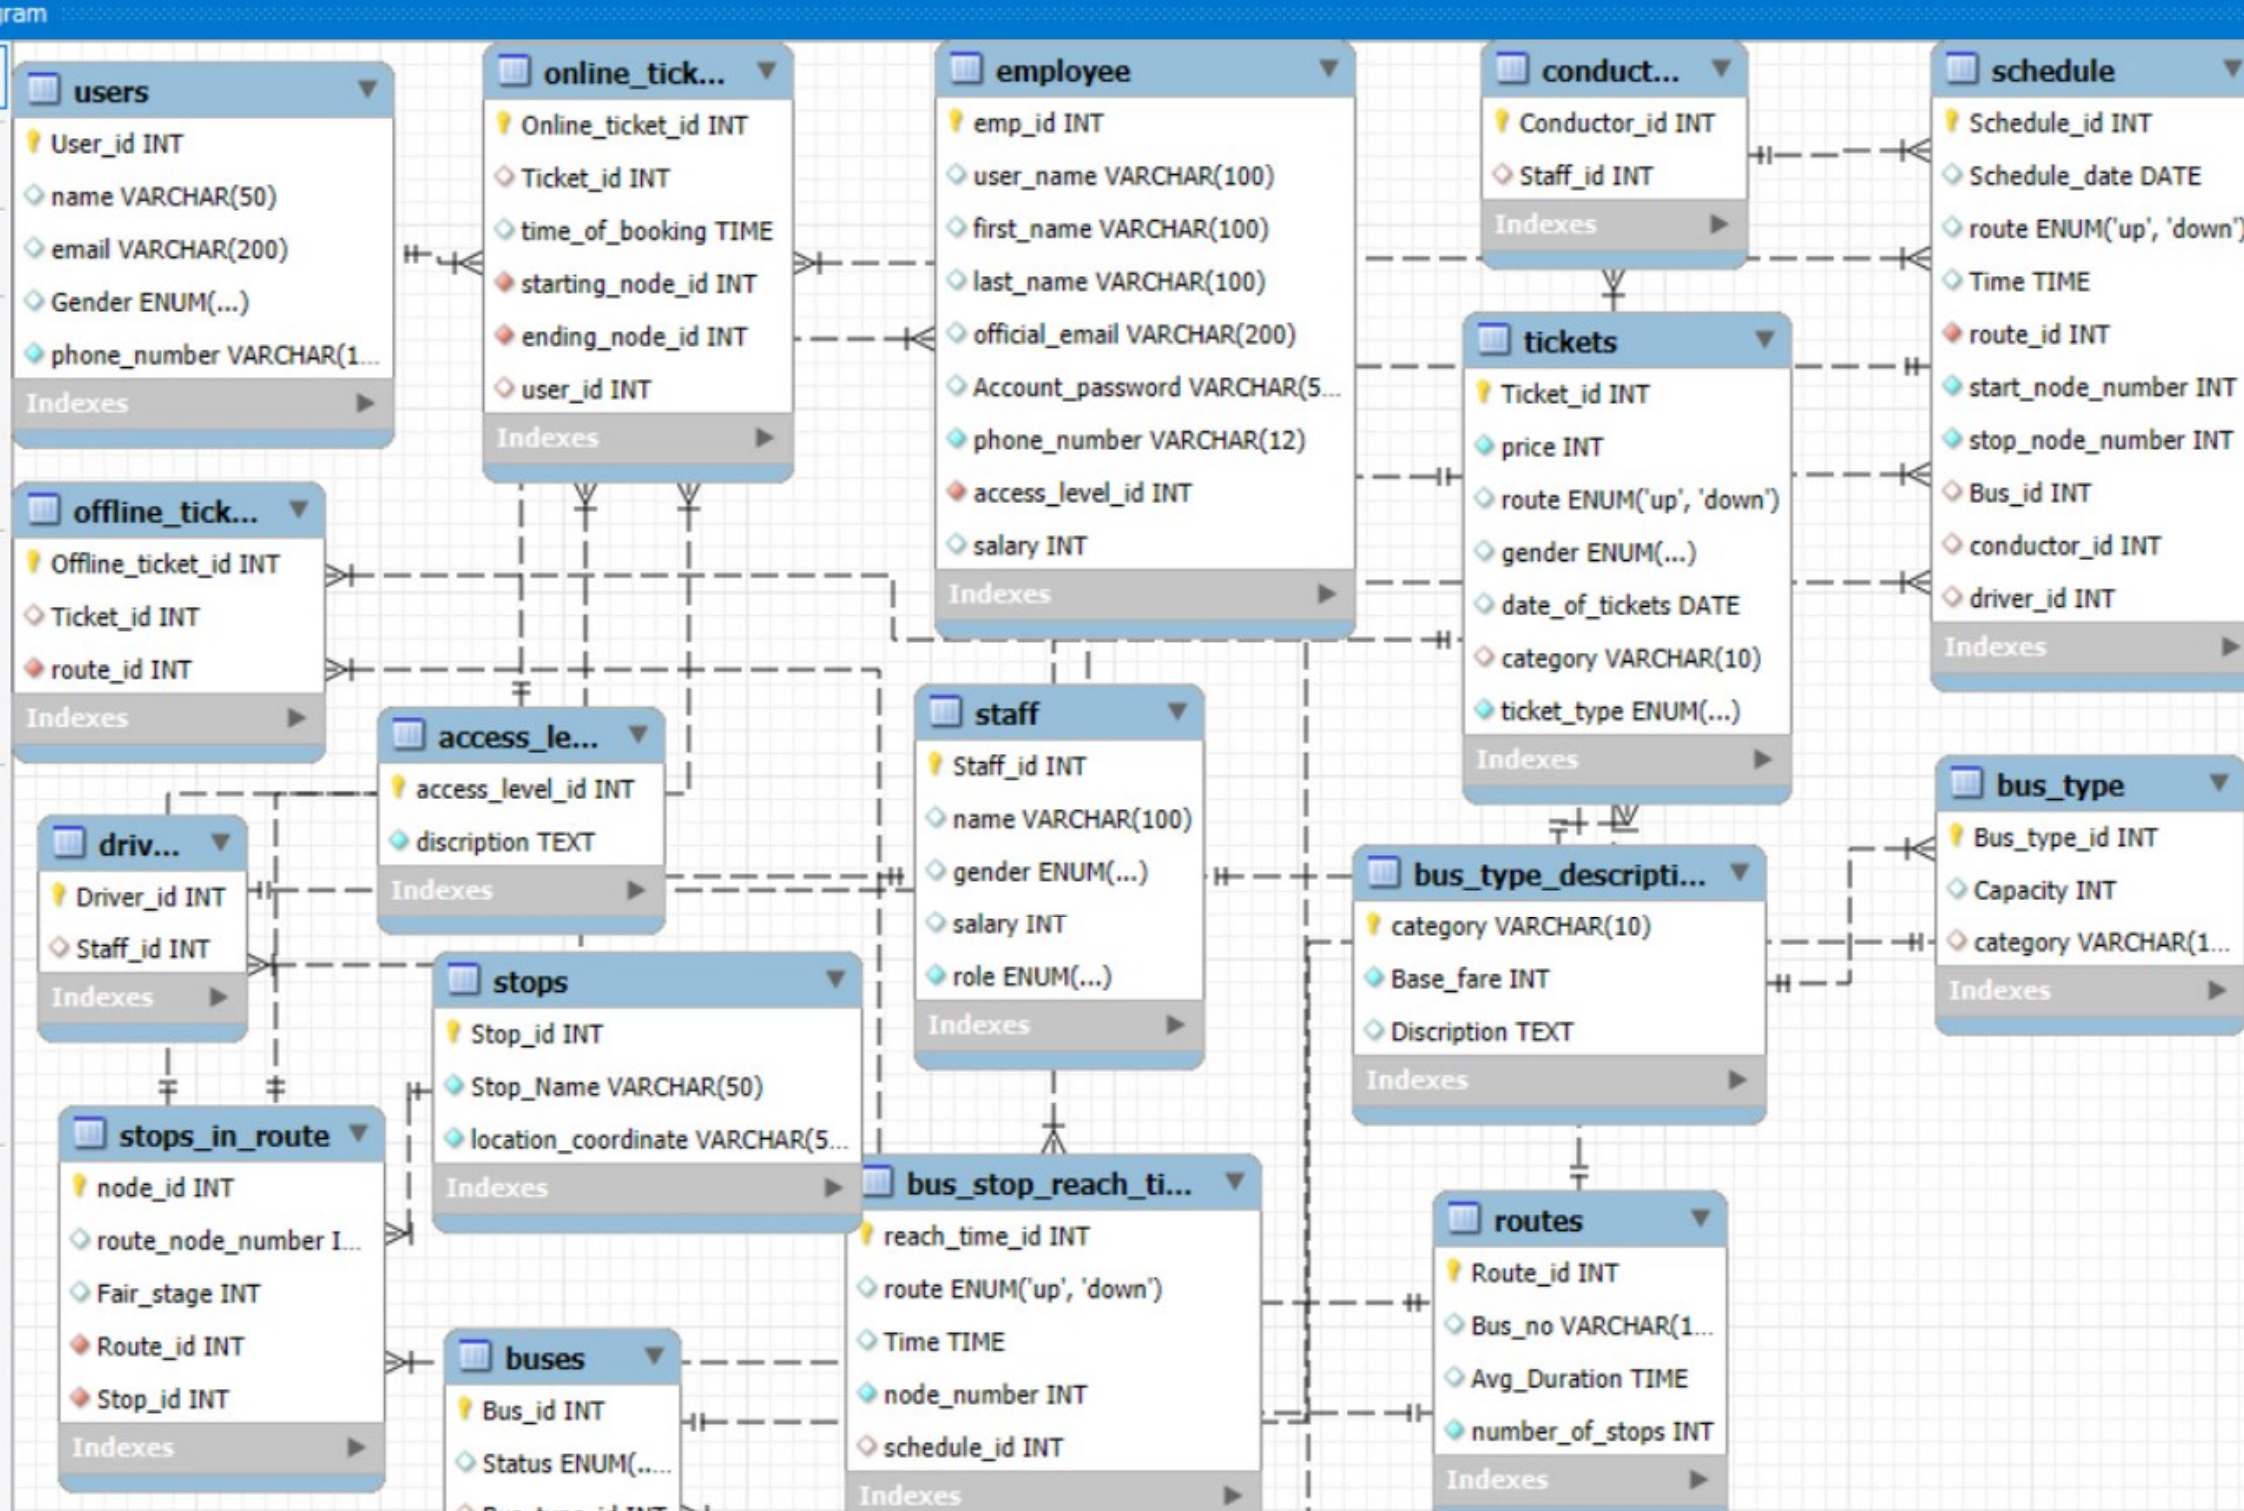 users
User_id INT
name VARCHAR(50)
email VARCHAR(200)
Gender ENUM(...)
phone_number VARCHAR(1...
Indexes
online_tick...
Online_ticket_id INT
Ticket_id INT
time_of_booking TIME
starting_node_id INT
ending_node_id INT
user_id INT
Indexes
employee
emp_id INT
user_name VARCHAR(100)
first_name VARCHAR(100)
last_name VARCHAR(100)
official_email VARCHAR(200)
Account_password VARCHAR(5...
phone_number VARCHAR(12)
access_level_id INT
salary INT
Indexes
conduct...
Conductor_id INT
Staff_id INT
Indexes
schedule
Schedule_id INT
Schedule_date DATE
route ENUM('up', 'down')
Time TIME
route_id INT
start_node_number INT
stop_node_number INT
Bus_id INT
conductor_id INT
driver_id INT
Indexes
tickets
Ticket_id INT
price INT
route ENUM('up', 'down')
gender ENUM(...)
date_of_tickets DATE
category VARCHAR(10)
ticket_type ENUM(...)
Indexes
offline_tick...
Offline_ticket_id INT
Ticket_id INT
route_id INT
Indexes
access_le...
access_level_id INT
discription TEXT
Indexes
staff
Staff_id INT
name VARCHAR(100)
gender ENUM(...)
salary INT
role ENUM(...)
Indexes
bus_type
Bus_type_id INT
Capacity INT
category VARCHAR(1...
Indexes
driv...
Driver_id INT
Staff_id INT
Indexes
bus_type_descripti...
category VARCHAR(10)
Base_fare INT
Discription TEXT
Indexes
stops
Stop_id INT
Stop_Name VARCHAR(50)
location_coordinate VARCHAR(5...
Indexes
stops_in_route
node_id INT
route_node_number I...
Fair_stage INT
Route_id INT
Stop_id INT
Indexes
bus_stop_reach_ti...
reach_time_id INT
route ENUM('up', 'down')
Time TIME
node_number INT
schedule_id INT
Indexes
routes
Route_id INT
Bus_no VARCHAR(1...
Avg_Duration TIME
number_of_stops INT
Indexes
buses
Bus_id INT
Status ENUM(.....